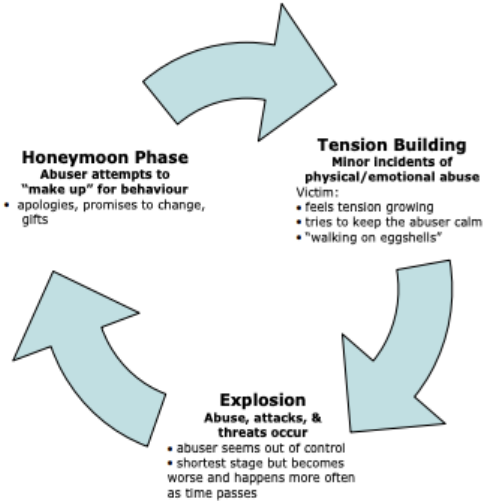 Honeymoon Phase
Abuser attempts to
“make up” for behaviour
• apologies, promises to change,
gifts
Tension Building
Minor incidents of
physical/emotional abuse
Victim:
• feels tension growing
• tries to keep the abuser calm
• “walking on eggshells”
Explosion
Abuse, attacks, &
threats occur
• abuser seems out of control
• shortest stage but becomes
worse and happens more often
as time passes